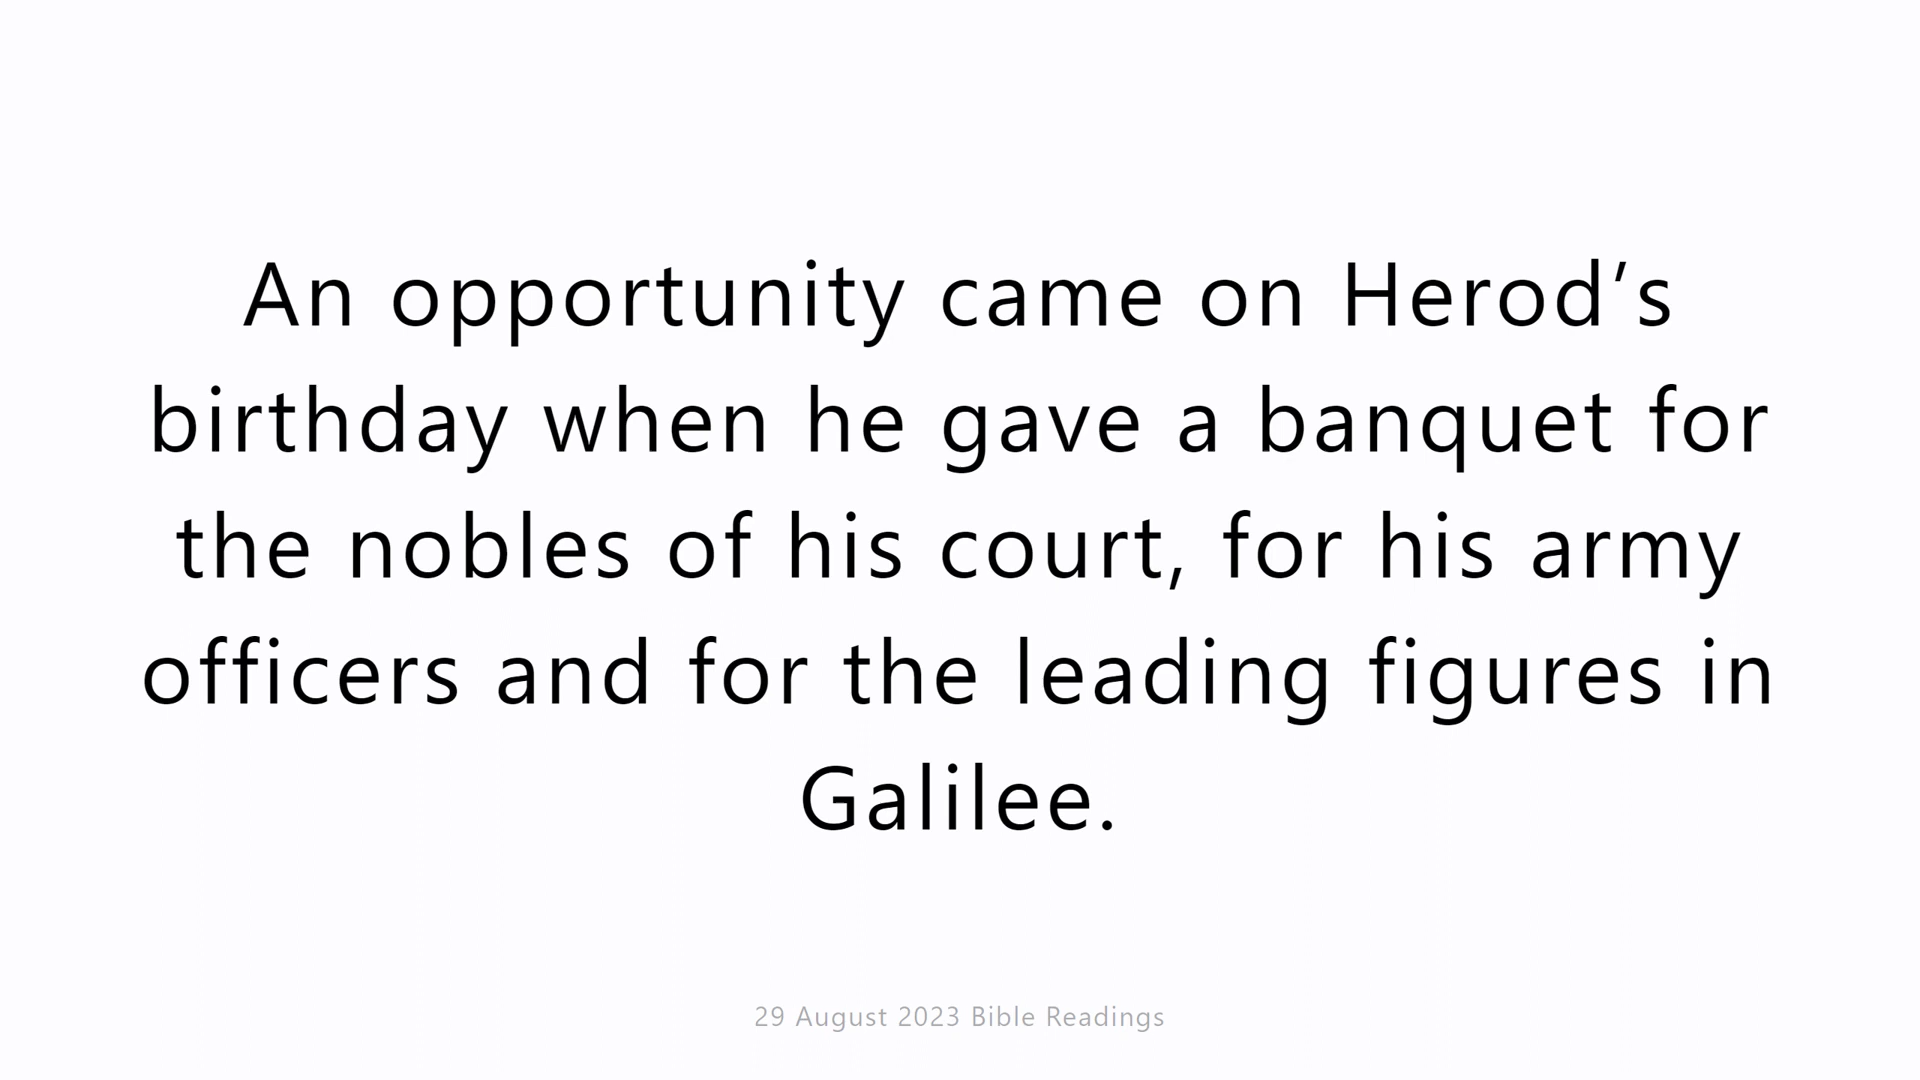 An opportunity came on Herod’s
birthday when he gave a banquet for
the nobles of his court, for his army
officers and for the leading figures in
Galilee.
29 August 2023 Bible Readings